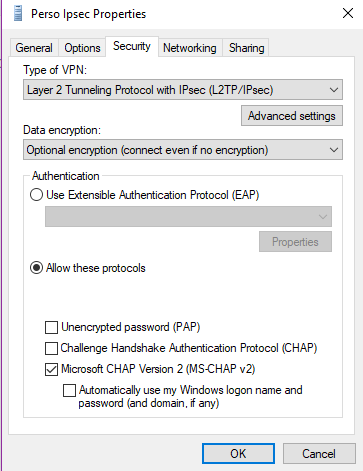 Perso Ipsec Properties
General
Options
Security
Networking
Sharing
Type of VPN:
Layer 2 Tunneling Protocol with IPsec (L2TP/IPsec)
Advanced settings
Data encryption:
Optional encryption (connect even if no encryption)
Authentication
Use Extensible Authentication Protocol (EAP)
Properties
Allow these protocols
Unencrypted password (PAP)
Challenge Handshake Authentication Protocol (CHAP)
Microsoft CHAP Version 2 (MS-CHAP v2)
Automatically use my Windows logon name and
password (and domain, if any)
OK
Cancel